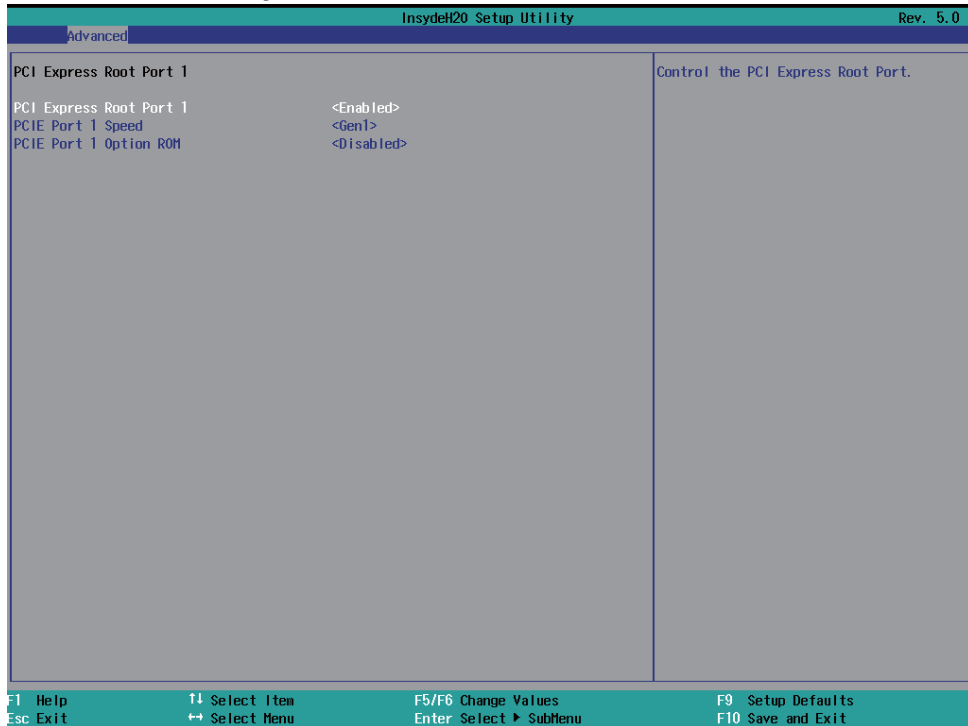 InsydeH20 Setup Utility Rev. 5.0
Advanced
PCI Express Root Port 1
Control the PCI Express Root Port.
PCI Express Root Port 1 <Enabled>
PCIE Port 1 Speed <Gen1>
PCIE Port 1 Option ROM <Disabled>
F1 Help ↑↓ Select Item F5/F6 Change Values F9 Setup Defaults
Esc Exit ↔ Select Menu Enter Select ▶ SubMenu F10 Save and Exit